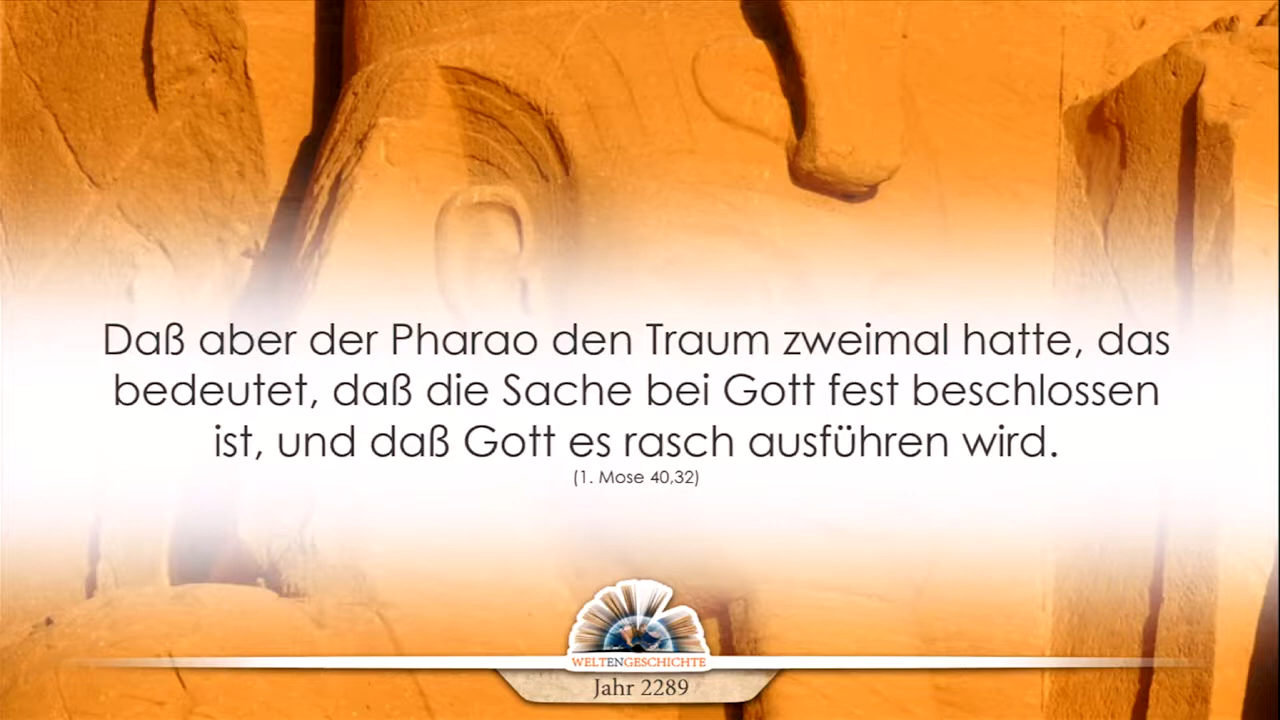 Daß aber der Pharao den Traum zweimal hatte, das
bedeutet, daß die Sache bei Gott fest beschlossen
ist, und daß Gott es rasch ausführen wird.
(1. Mose 40,32)
WELTENGESCHICHTE
Jahr 2289